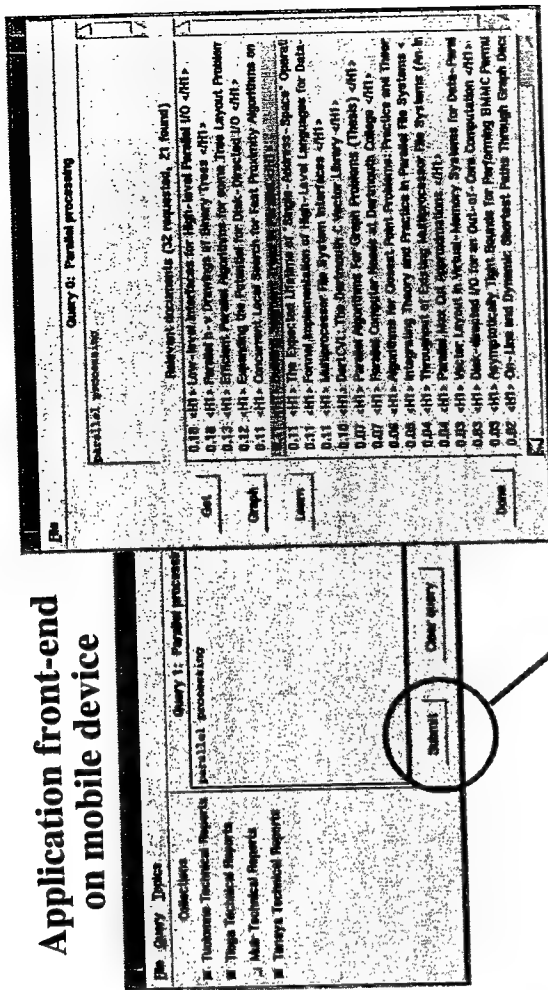 Application front-end
on mobile device
File Query Topics
Collections
Tuolomne Technical Reports
Tioga Technical Reports
Muir Technical Reports
Tenaya Technical Reports
Query 1: Parallel process
parallel processing
Submit
Clear query
File
Query 0: Parallel processing
parallel processing
Relevant documents (32 requested, 21 found)
Get
Graph
Learn
Done
0.18 <H1> Low-level Interfaces for High-level Parallel I/O </H1>
0.18 <H1> Parallel h-v Drawings of Binary Trees </H1>
0.13 <H1> Efficient Parallel Algorithms for some Tree Layout Problem
0.12 <H1> Expanding the Potential for Disk-Directed I/O </H1>
0.11 <H1> Concurrent Local Search for Fast Proximity Algorithms on
0.11 <H1> The Expected Lifetime of "Single-Address-Space" Operati
0.11 <H1> Formal Implementation of High-Level Languages for Data-
0.11 <H1> Multiprocessor File System Interfaces </H1>
0.10 <H1> DartCVL: The Dartmouth C Vector Library </H1>
0.07 <H1> Parallel Algorithms For Graph Problems (Thesis) </H1>
0.07 <H1> Parallel Computer Needs at Dartmouth College </H1>
0.06 <H1> Algorithms for Closest Point Problems: Practice and Theor
0.05 <H1> Integrating Theory and Practice in Parallel File Systems <
0.04 <H1> Throughput of Existing Multiprocessor File Systems (An In
0.04 <H1> Parallel Max Cut Approximations </H1>
0.03 <H1> Vector Layout in Virtual-Memory Systems for Data-Paral
0.03 <H1> Disk-directed I/O for an Out-of-Core Computation </H1>
0.03 <H1> Asymptotically Tight Bounds for Performing BMMC Permu
0.02 <H1> On-Line and Dynamic Shortest Paths Through Graph Dec